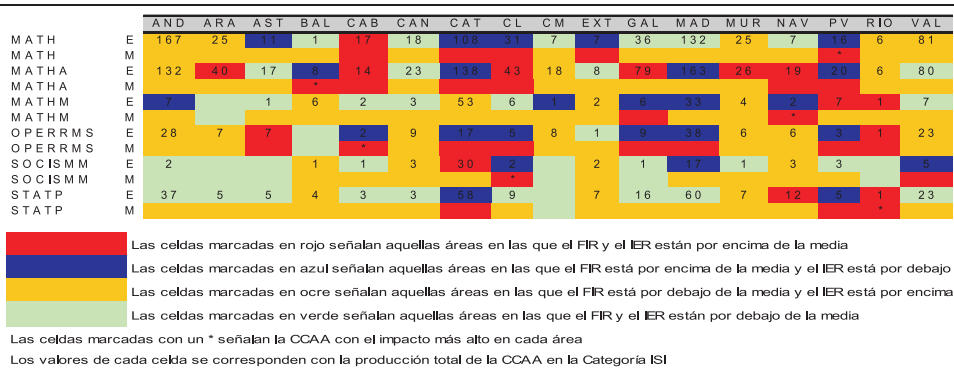 AND ARA AST BAL CAB CAN CAT CL CM EXT GAL MAD MUR NAV PV RIO VAL
MATH E 167 25 11 1 17 18 108 31 7 7 36 132 25 7 16 6 81
MATH M *
MATHA E 132 40 17 8 14 23 138 43 18 8 79 163 26 19 20 6 80
MATHA M *
MATHM E 7 1 6 2 3 53 6 1 2 6 33 4 2 7 1 7
MATHM M *
OPERRMS E 28 7 7 2 9 17 5 8 1 9 38 6 6 3 1 23
OPERRMS M *
SOCISMM E 2 1 1 3 30 2 2 1 17 1 3 3 5
SOCISMM M *
STATP E 37 5 5 4 3 3 58 9 7 16 60 7 12 5 1 23
STATP M *
Las celdas marcadas en rojo señalan aquellas áreas en las que el FIR y el IER están por encima de la media
Las celdas marcadas en azul señalan aquellas áreas en las que el FIR está por encima de la media y el IER está por debajo
Las celdas marcadas en ocre señalan aquellas áreas en las que el FIR está por debajo de la media y el IER está por encima
Las celdas marcadas en verde señalan aquellas áreas en las que el FIR y el IER están por debajo de la media
Las celdas marcadas con un * señalan la CCAA con el impacto más alto en cada área
Los valores de cada celda se corresponden con la producción total de la CCAA en la Categoría ISI